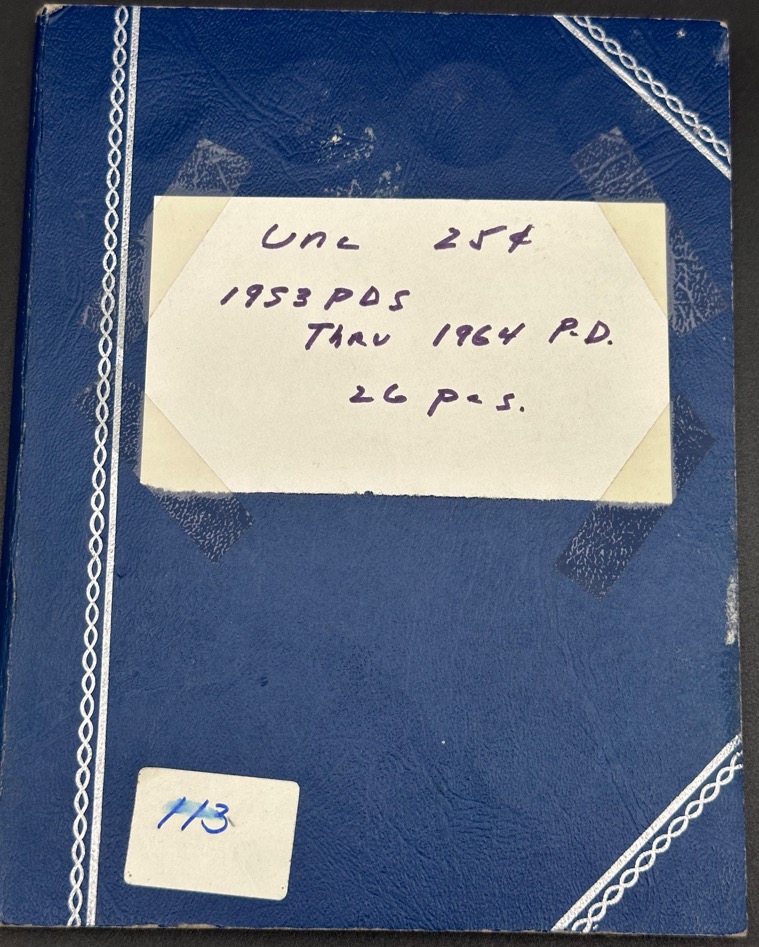 Unc 25¢
1953 PDS
Thru 1964 P.D.
26 pcs.
113